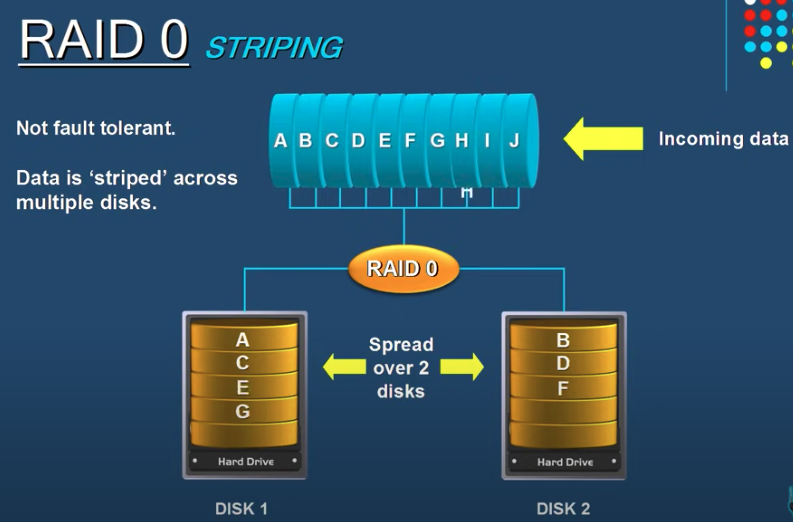 RAID 0 STRIPING
Not fault tolerant.
Data is ‘striped’ across
multiple disks.
A B C D E F G H I J
H
Incoming data
RAID 0
A
C
E
G
Hard Drive
DISK 1
Spread
over 2
disks
B
D
F
Hard Drive
DISK 2